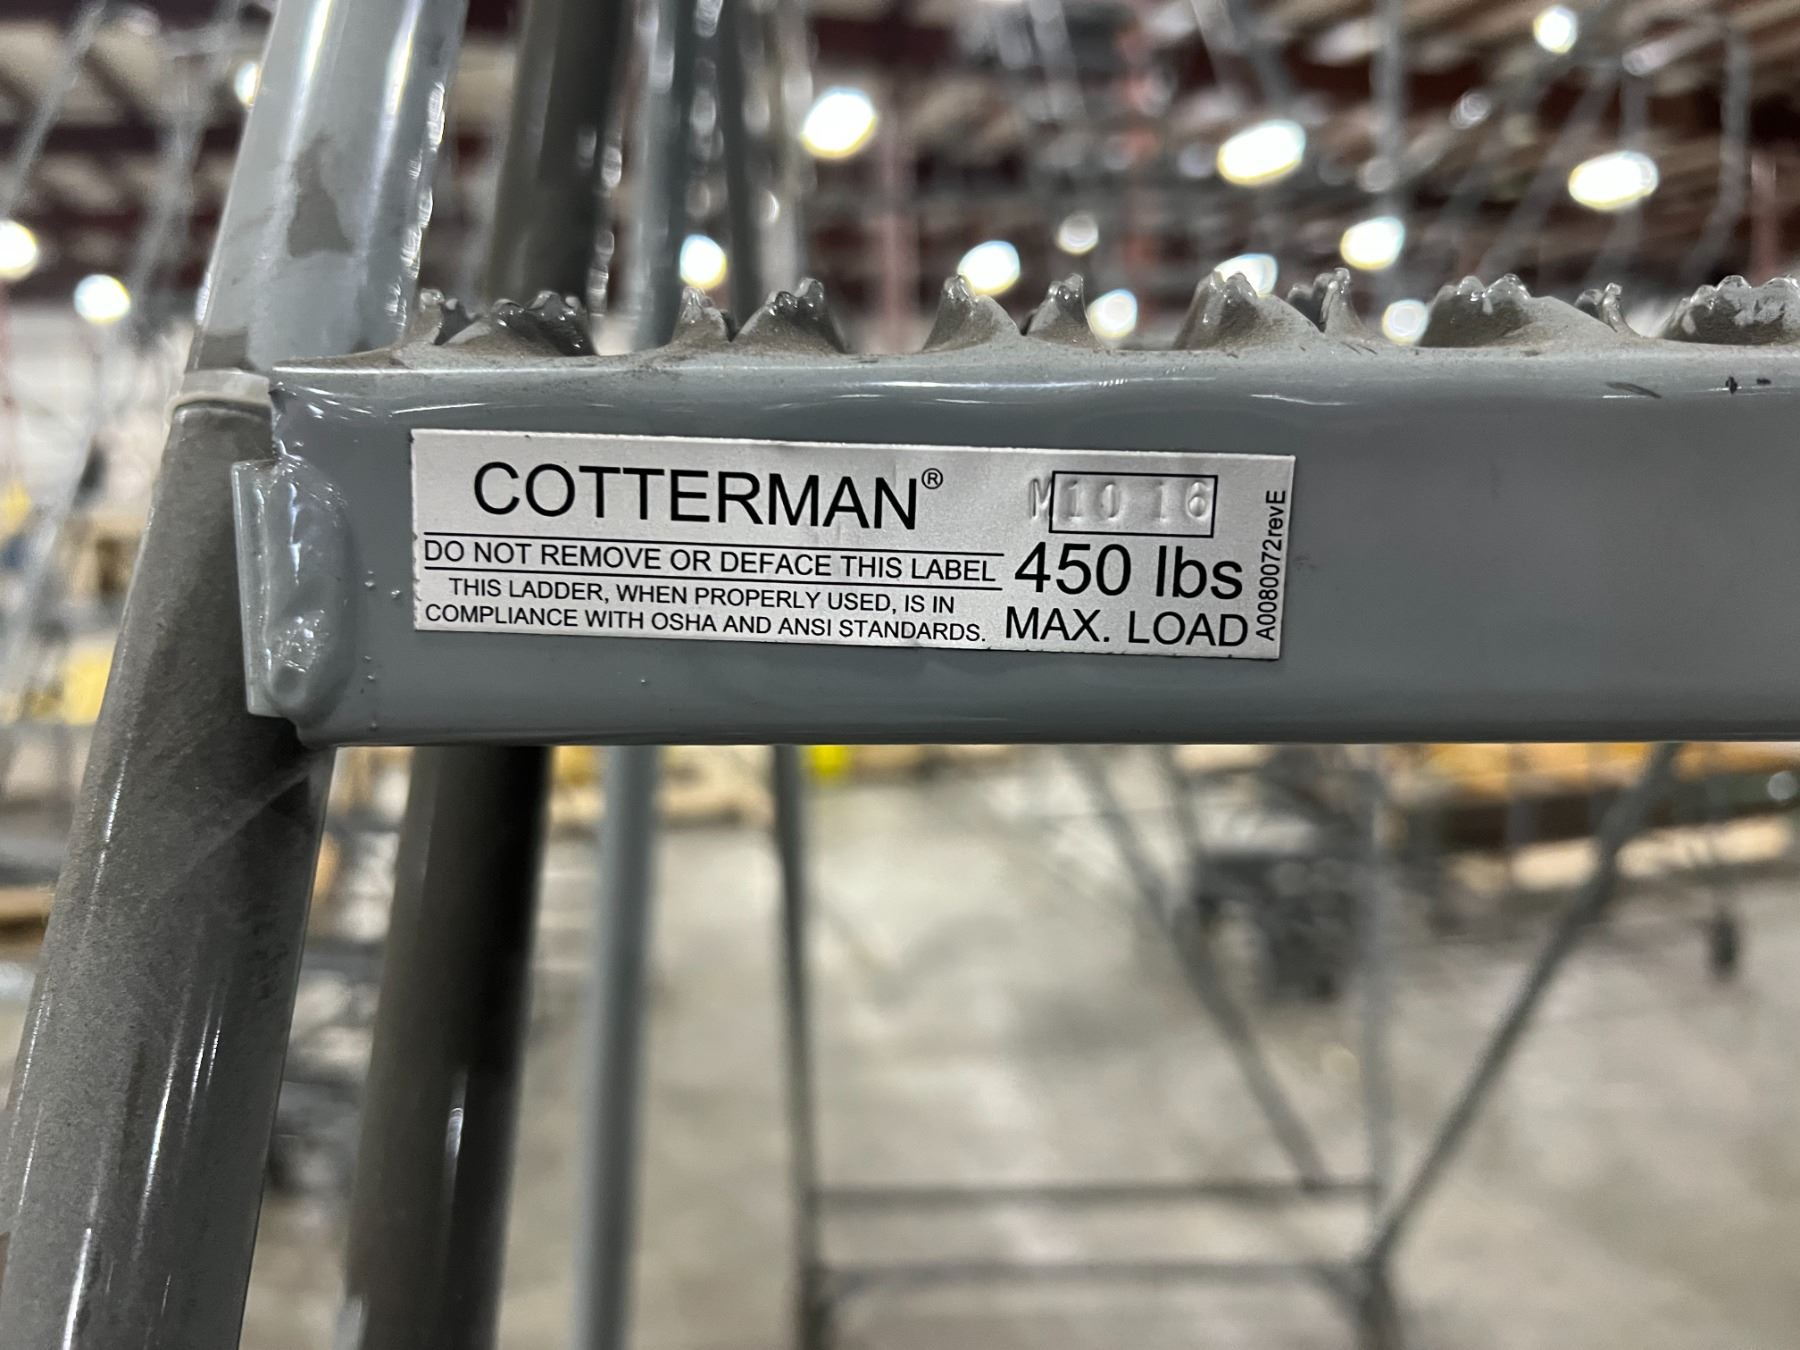 COTTERMAN®
M10 16
DO NOT REMOVE OR DEFACE THIS LABEL
THIS LADDER, WHEN PROPERLY USED, IS IN
COMPLIANCE WITH OSHA AND ANSI STANDARDS.
450 lbs
MAX. LOAD
A0080072revE